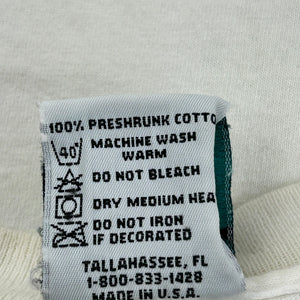 100% PRESHRUNK COTTO
40
MACHINE WASH
WARM
DO NOT BLEACH
DRY MEDIUM HEA
DO NOT IRON
IF DECORATED
TALLAHASSEE, FL
1-800-833-1428
MADE IN U.S.A.